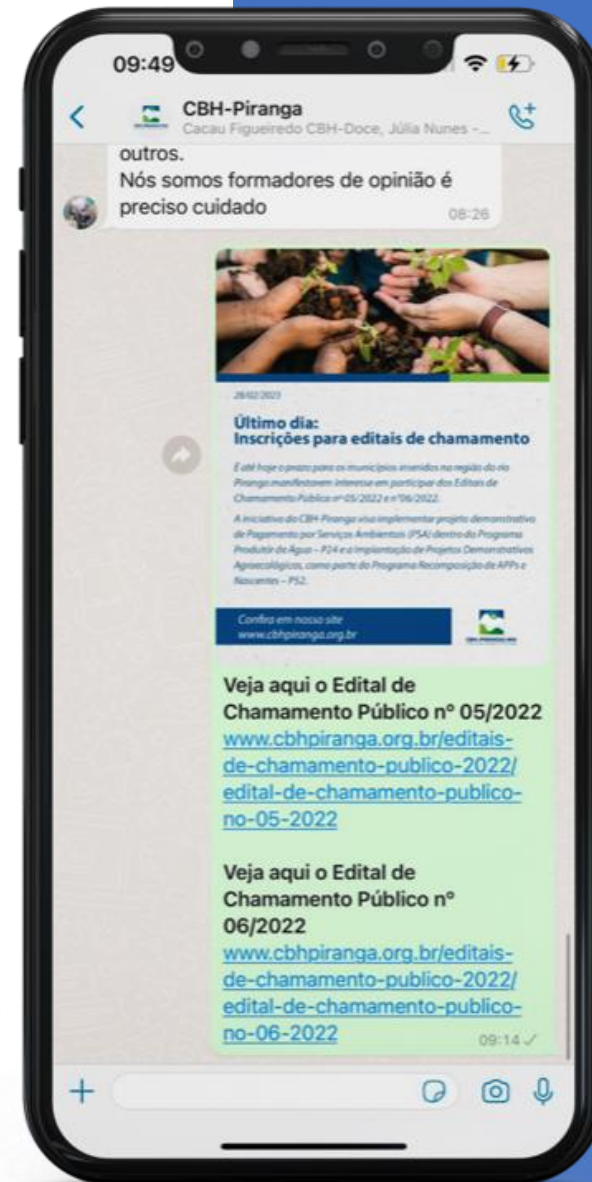 09:49
CBH-Piranga
Cacau Figueiredo CBH-Doce, Júlia Nunes -...
outros.
Nós somos formadores de opinião é
preciso cuidado
08:26
28/02/2023
Último dia:
Inscrições para editais de chamamento
É até hoje o prazo para os municípios inseridos na região do rio
Piranga manifestarem interesse em participar dos Editais de
Chamamento Público nº 05/2022 e nº06/2022.
A iniciativa do CBH-Piranga visa implementar projeto demonstrativo
de Pagamento por Serviços Ambientais (PSA) dentro do Programa
Produtor de Água – P24 e a implantação de Projetos Demonstrativos
Agroecológicos, como parte do Programa Recomposição de APPs e
Nascentes – P52.
Confira em nosso site
www.cbhpiranga.org.br
Veja aqui o Edital de
Chamamento Público nº 05/2022
www.cbhpiranga.org.br/editais-
de-chamamento-publico-2022/
edital-de-chamamento-publico-
no-05-2022
Veja aqui o Edital de
Chamamento Público nº
06/2022
www.cbhpiranga.org.br/editais-
de-chamamento-publico-2022/
edital-de-chamamento-publico-
no-06-2022
09:14